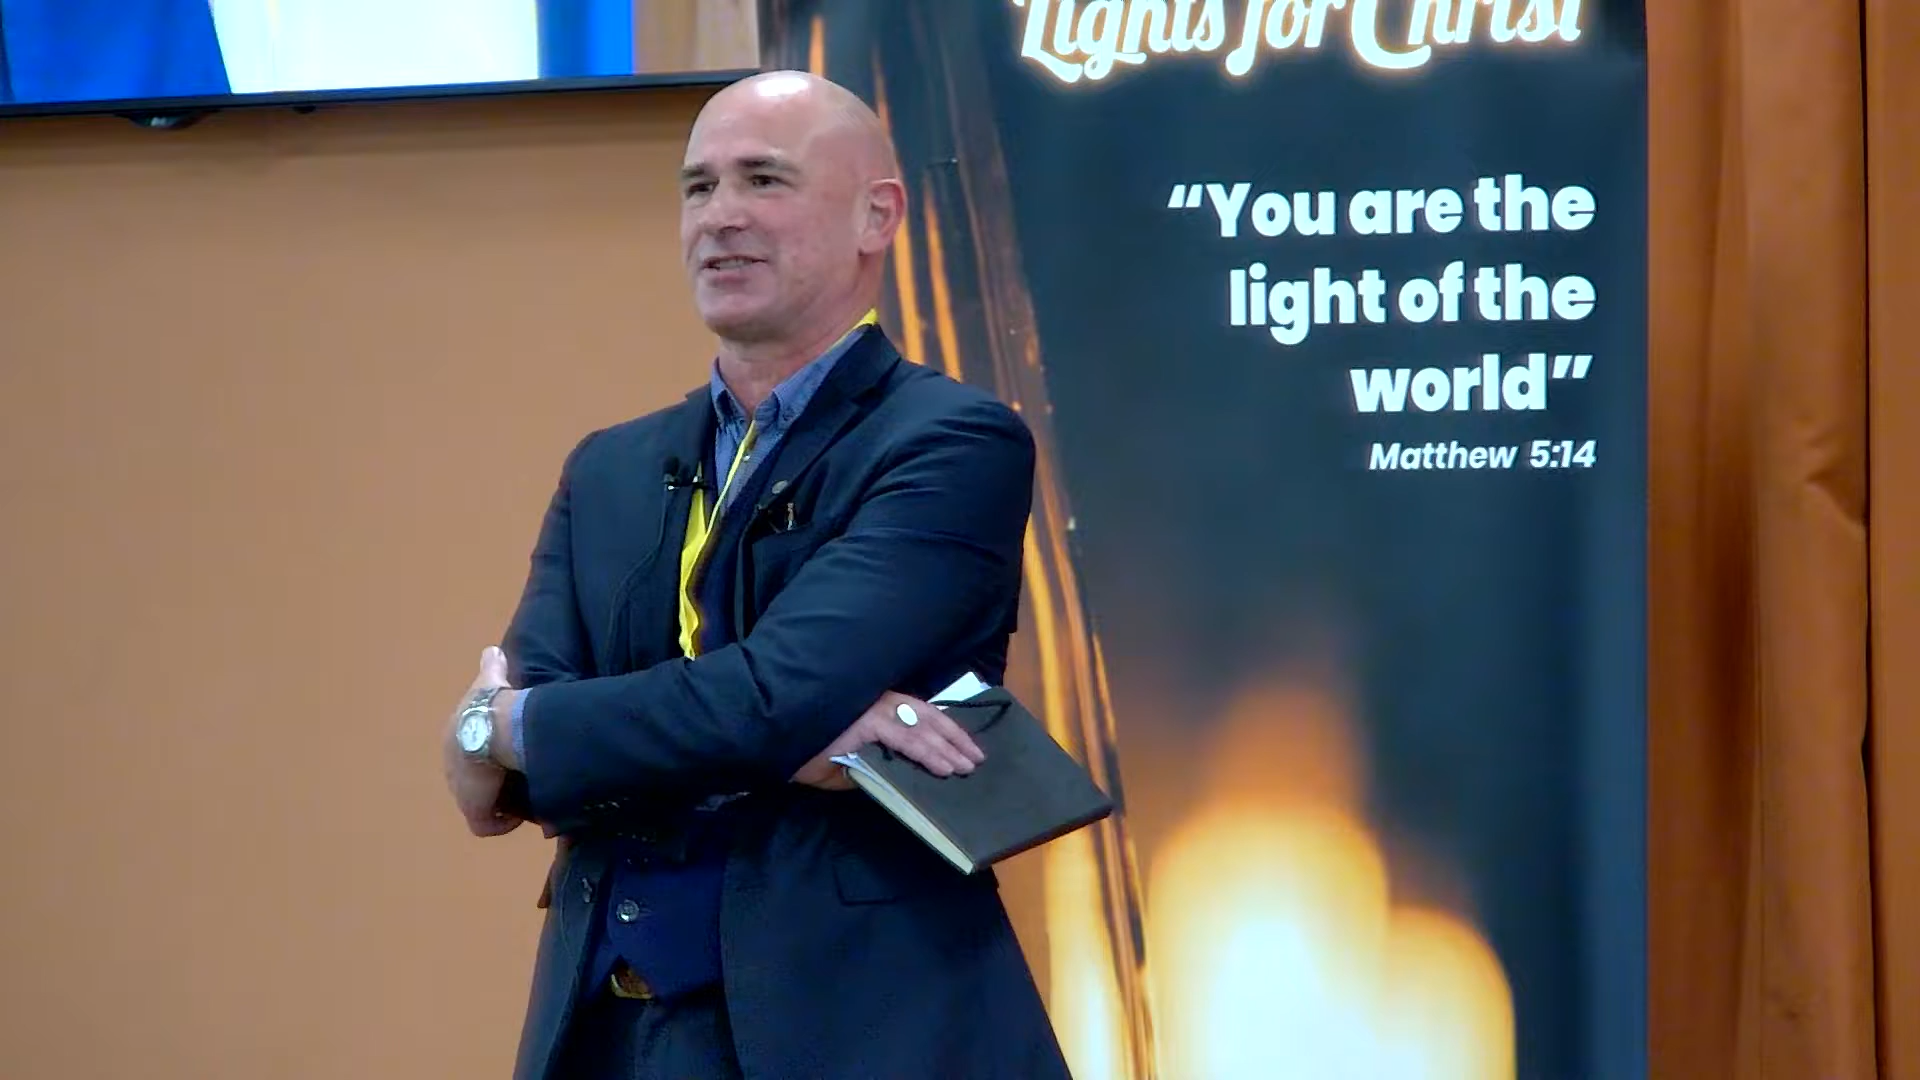 Lights for Christ
“You are the
light of the
world”
Matthew 5:14